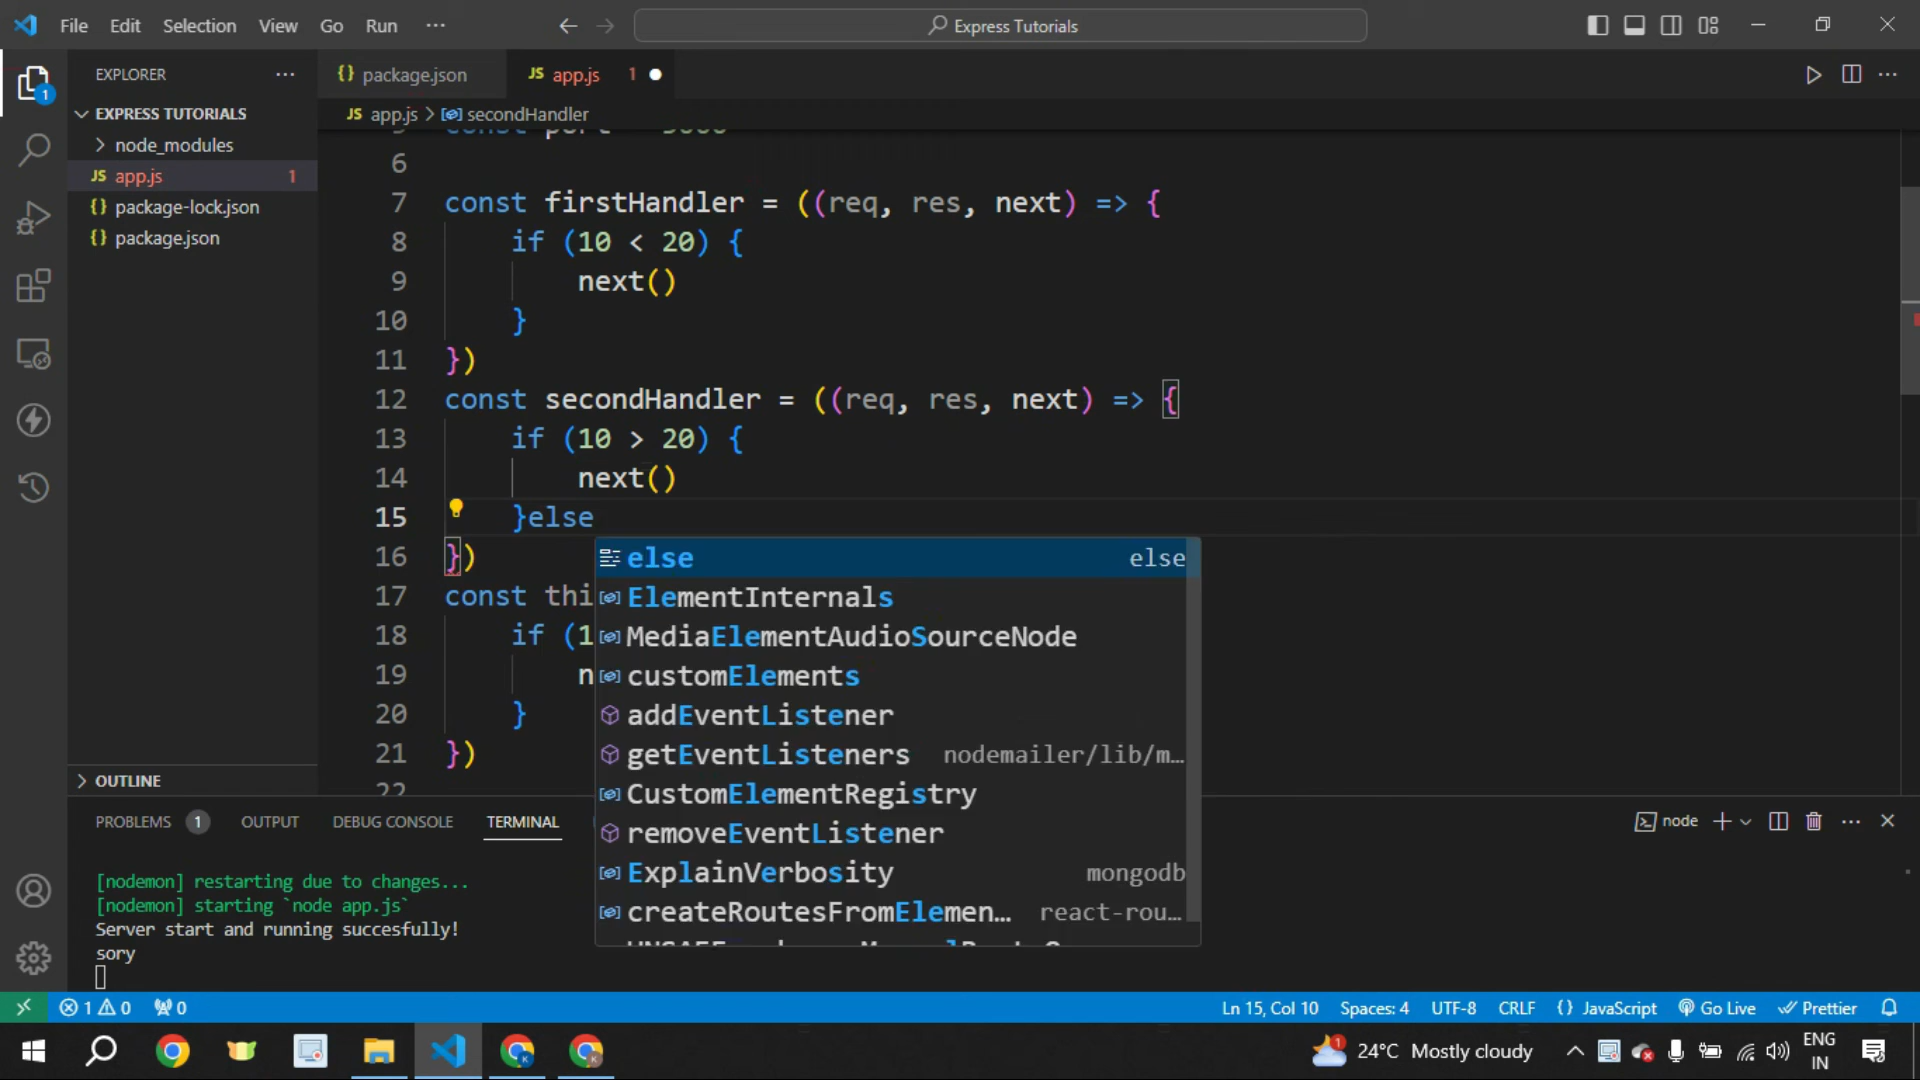 File Edit Selection View Go Run ···
Express Tutorials
EXPLORER
{} package.json
JS app.js 1
JS app.js > secondHandler
1
EXPRESS TUTORIALS
node_modules
JS app.js 1
{} package-lock.json
{} package.json
6
7 const firstHandler = ((req, res, next) => {
8 if (10 < 20) {
9 next()
10 }
11 })
12 const secondHandler = ((req, res, next) => {
13 if (10 > 20) {
14 next()
15 }else
16 })
17 const thi
18 if (1
19 n
20 }
21 })
22
else else
ElementInternals
MediaElementAudioSourceNode
customElements
addEventListener
getEventListeners nodemailer/lib/m…
CustomElementRegistry
removeEventListener
ExplainVerbosity mongodb
createRoutesFromElemen… react-rou…
OUTLINE
PROBLEMS 1 OUTPUT DEBUG CONSOLE TERMINAL
node
[nodemon] restarting due to changes...
[nodemon] starting `node app.js`
Server start and running succesfully!
sory
1 0 0
Ln 15, Col 10 Spaces: 4 UTF-8 CRLF {} JavaScript Go Live Prettier
1 24°C Mostly cloudy
ENG
IN